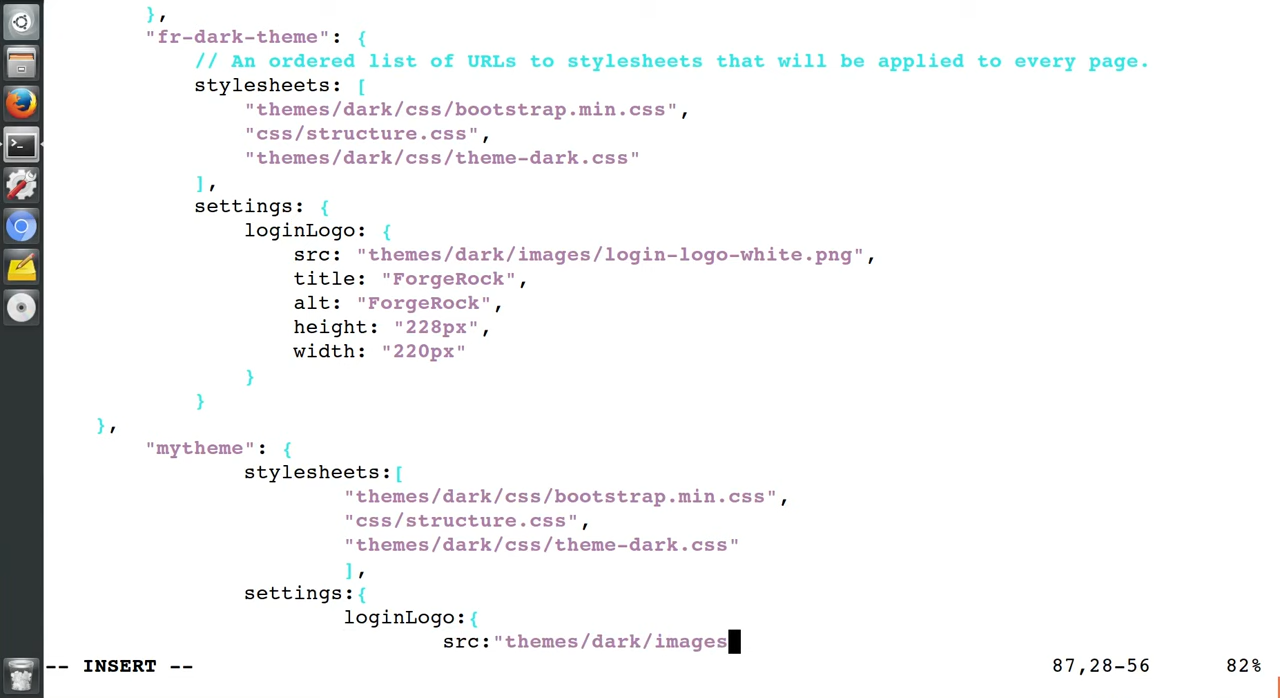 },
"fr-dark-theme": {
// An ordered list of URLs to stylesheets that will be applied to every page.
stylesheets: [
"themes/dark/css/bootstrap.min.css",
"css/structure.css",
"themes/dark/css/theme-dark.css"
],
settings: {
loginLogo: {
src: "themes/dark/images/login-logo-white.png",
title: "ForgeRock",
alt: "ForgeRock",
height: "228px",
width: "220px"
}
}
},
"mytheme": {
stylesheets:[
"themes/dark/css/bootstrap.min.css",
"css/structure.css",
"themes/dark/css/theme-dark.css"
],
settings:{
loginLogo:{
src:"themes/dark/images
-- INSERT -- 87,28-56 82%